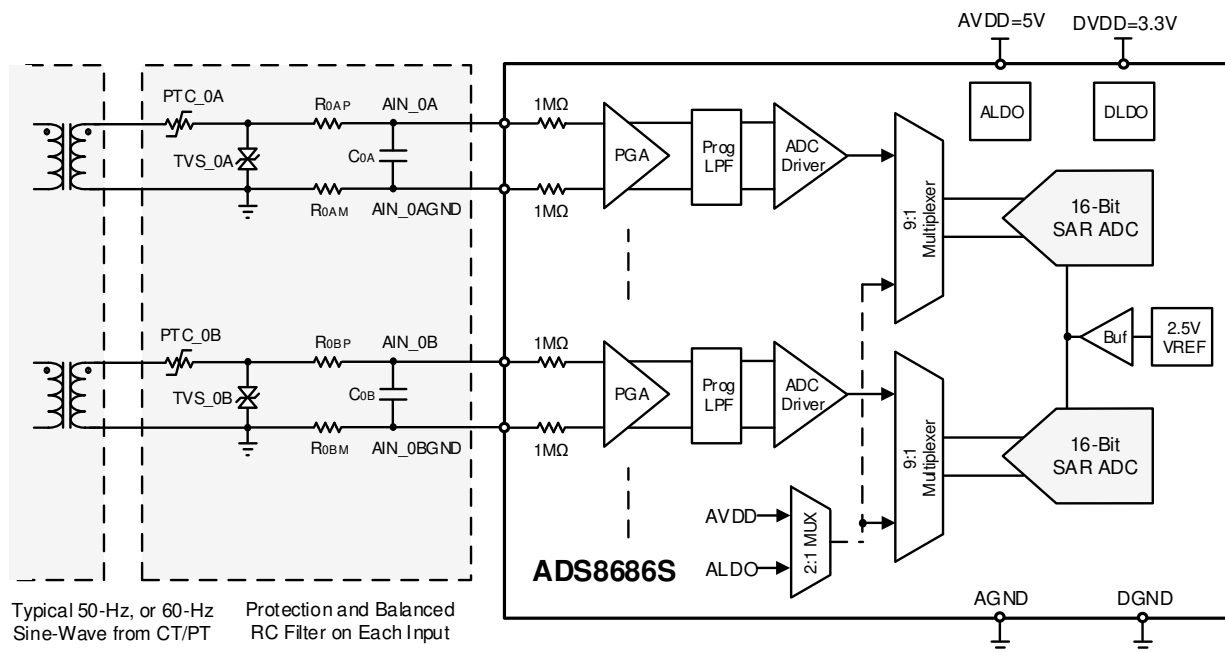 AVDD=5V
DVDD=3.3V
ALDO
DLDO
PTC_0A
R0AP
AIN_0A
1MΩ
TVS_0A
C0A
PGA
Prog
LPF
ADC
Driver
R0AM
AIN_0AGND
1MΩ
9:1
Multiplexer
16-Bit
SAR ADC
PTC_0B
R0BP
AIN_0B
1MΩ
TVS_0B
C0B
PGA
Prog
LPF
ADC
Driver
Buf
2.5V
VREF
R0BM
AIN_0BGND
1MΩ
9:1
Multiplexer
16-Bit
SAR ADC
AVDD
ALDO
2:1 MUX
ADS8686S
AGND
DGND
Typical 50-Hz, or 60-Hz
Sine-Wave from CT/PT
Protection and Balanced
RC Filter on Each Input